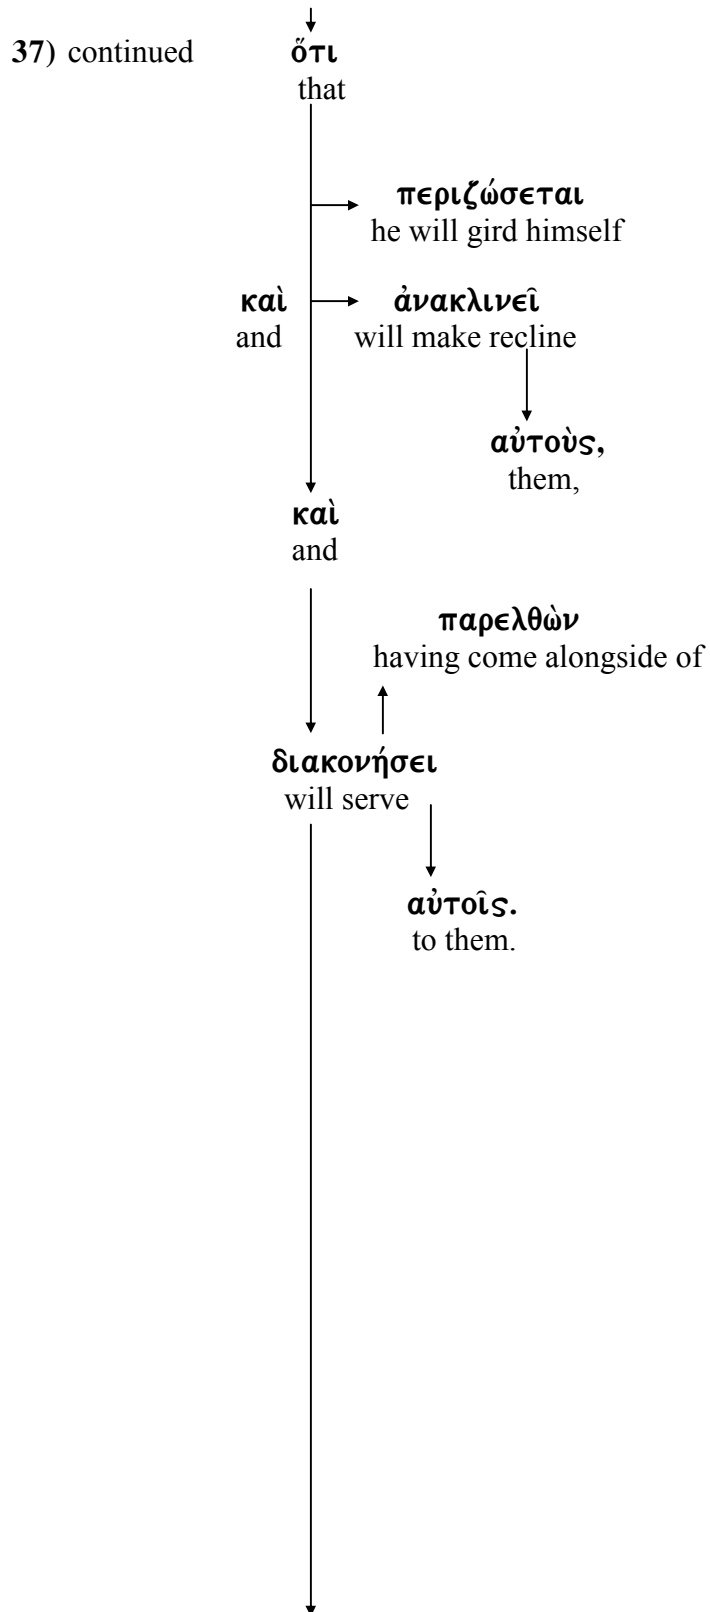 37) continued ὅτι
that
περιζώσεται
he will gird himself
καὶ ἀνακλινεῖ
and will make recline
αὐτοὺς,
them,
καὶ
and
παρελθὼν
having come alongside of
διακονήσει
will serve
αὐτοῖς.
to them.